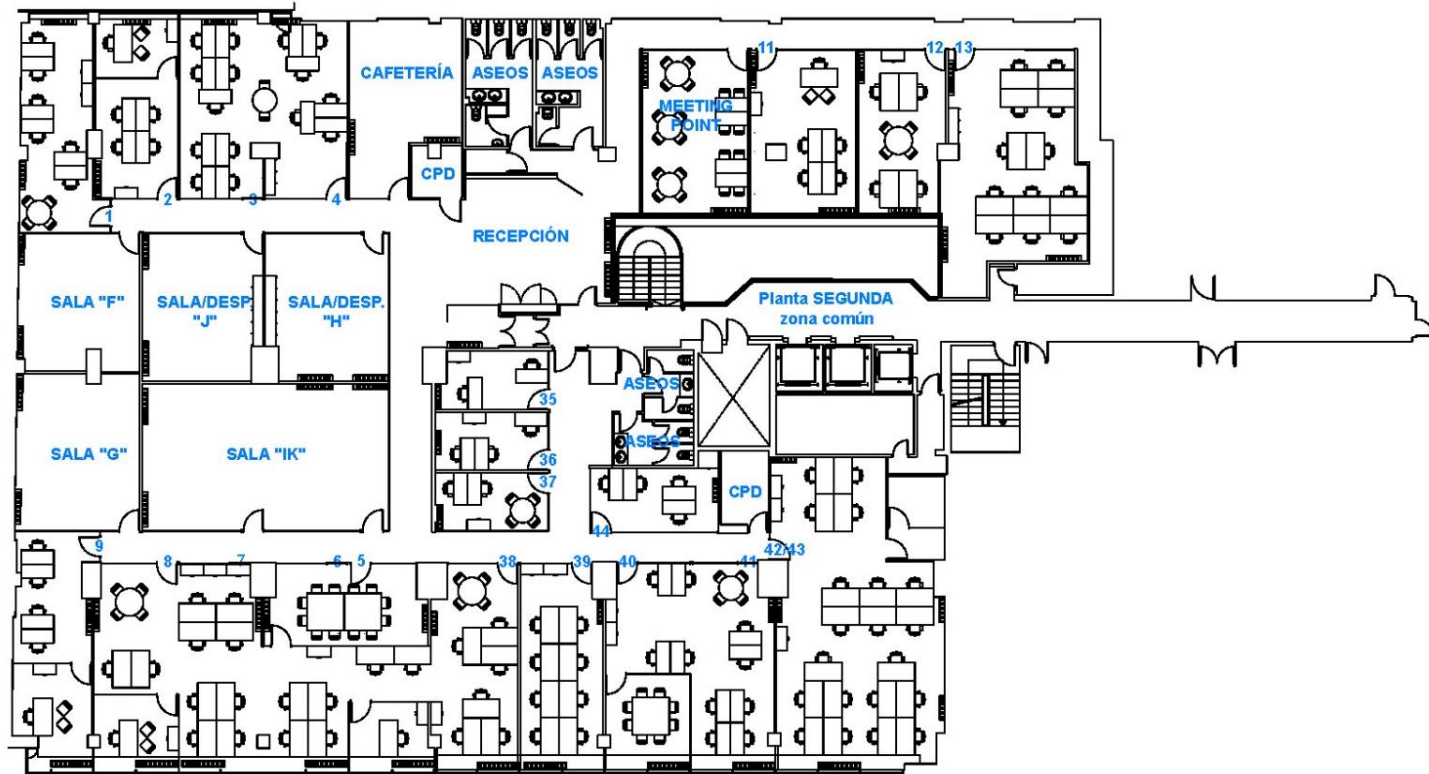 11
12
13
CAFETERÍA
ASEOS
ASEOS
MEETING
POINT
CPD
1
2
3
4
RECEPCIÓN
SALA "F"
SALA/DESP.
"J"
SALA/DESP.
"H"
Planta SEGUNDA
zona común
35
ASEOS
36
ASEOS
37
SALA "G"
SALA "IK"
CPD
44
9
8
7
6
5
38
39
40
41
42/43